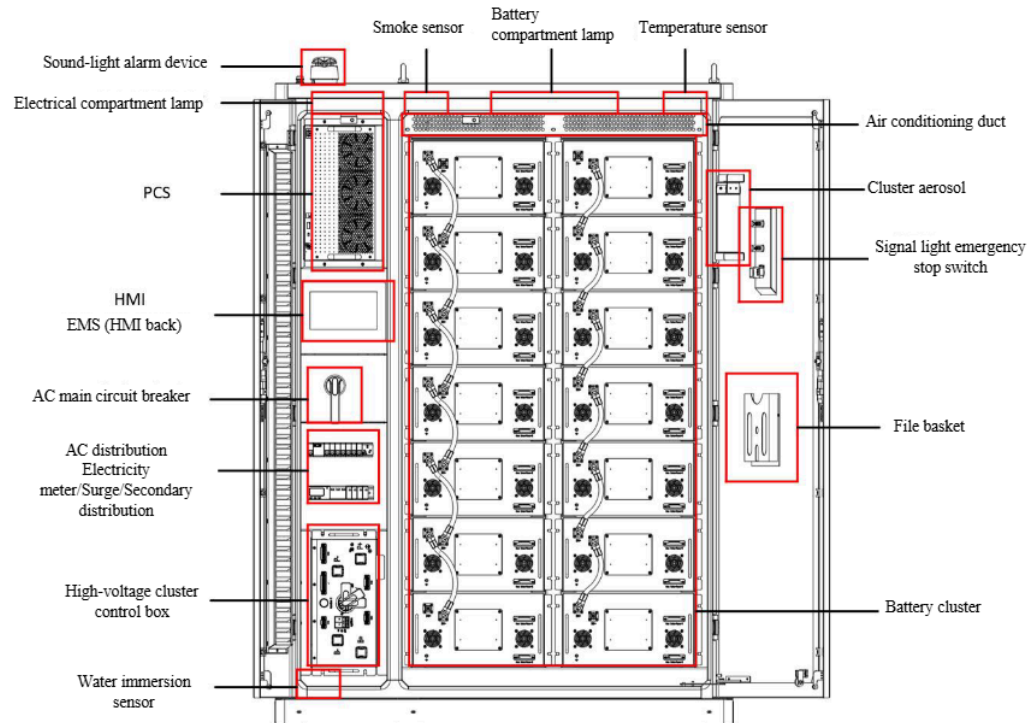 Smoke sensor
Battery
compartment lamp
Temperature sensor
Sound-light alarm device
Electrical compartment lamp
Air conditioning duct
PCS
Cluster aerosol
Signal light emergency
stop switch
HMI
EMS (HMI back)
AC main circuit breaker
File basket
AC distribution
Electricity
meter/Surge/Secondary
distribution
High-voltage cluster
control box
Battery cluster
Water immersion
sensor